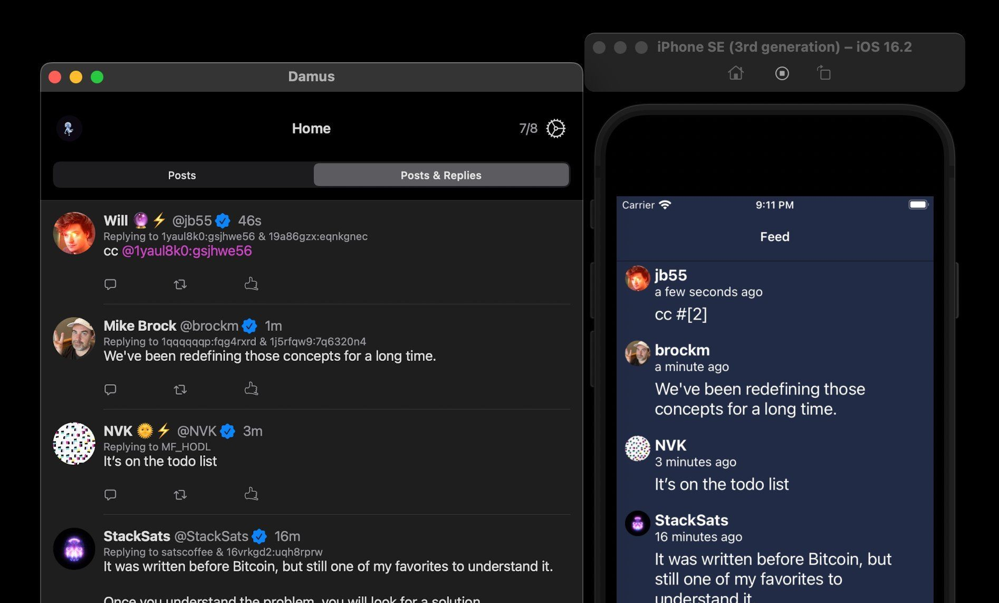 Damus
Home
7/8
Posts
Posts & Replies
Will 🔮⚡ @jb55 46s
Replying to 1yaul8k0:gsjhwe56 & 19a86gzx:eqnkgnec
cc @1yaul8k0:gsjhwe56
Mike Brock @brockm 1m
Replying to 1qqqqqqp:fqg4rxrd & 1j5rfqw9:7q6320n4
We've been redefining those concepts for a long time.
NVK 🌞⚡ @NVK 3m
Replying to MF_HODL
It’s on the todo list
StackSats @StackSats 16m
Replying to satscoffee & 16vrkgd2:uqh8rprw
It was written before Bitcoin, but still one of my favorites to understand it.
Once you understand the problem, you will look for a solution
iPhone SE (3rd generation) – iOS 16.2
Carrier
9:11 PM
Feed
jb55
a few seconds ago
cc #[2]
brockm
a minute ago
We've been redefining those
concepts for a long time.
NVK
3 minutes ago
It’s on the todo list
StackSats
16 minutes ago
It was written before Bitcoin, but
still one of my favorites to
understand it.